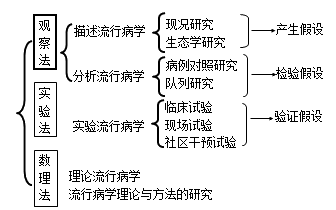 观察法
描述流行病学
现况研究
生态学研究
产生假设
分析流行病学
病例对照研究
队列研究
检验假设
实验法
实验流行病学
临床试验
现场试验
社区干预试验
验证假设
数理法
理论流行病学
流行病学理论与方法的研究